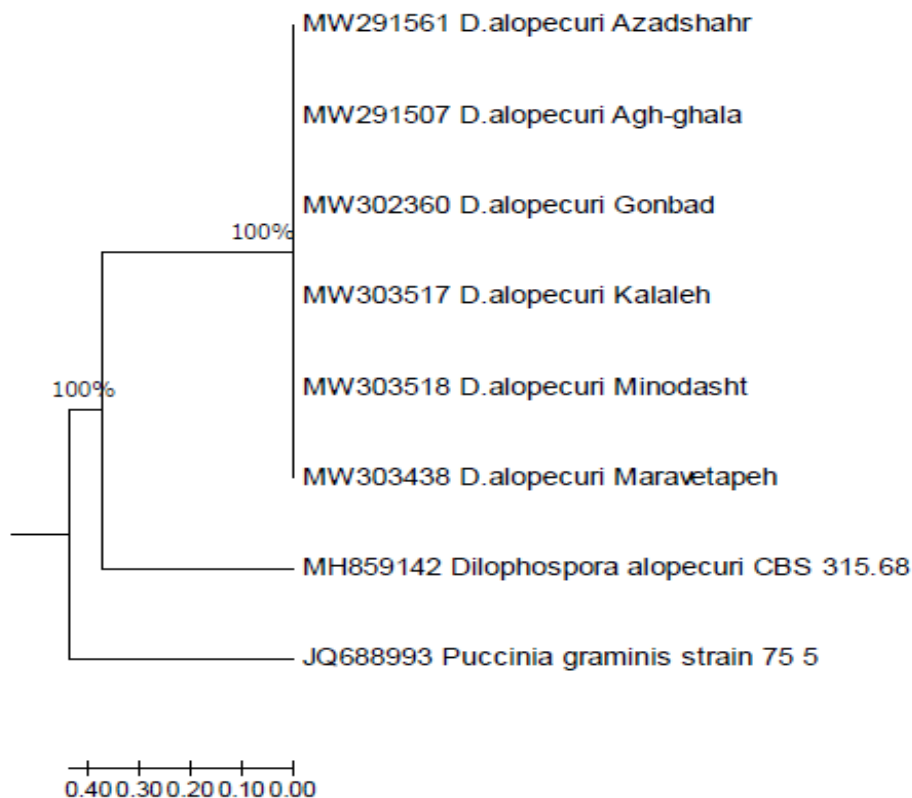 MW291561 D.alopecuri Azadshahr
MW291507 D.alopecuri Agh-ghala
MW302360 D.alopecuri Gonbad
100%
MW303517 D.alopecuri Kalaleh
MW303518 D.alopecuri Minodasht
100%
MW303438 D.alopecuri Maravetapeh
MH859142 Dilophospora alopecuri CBS 315.68
JQ688993 Puccinia graminis strain 75 5
0.40 0.30 0.20 0.10 0.00